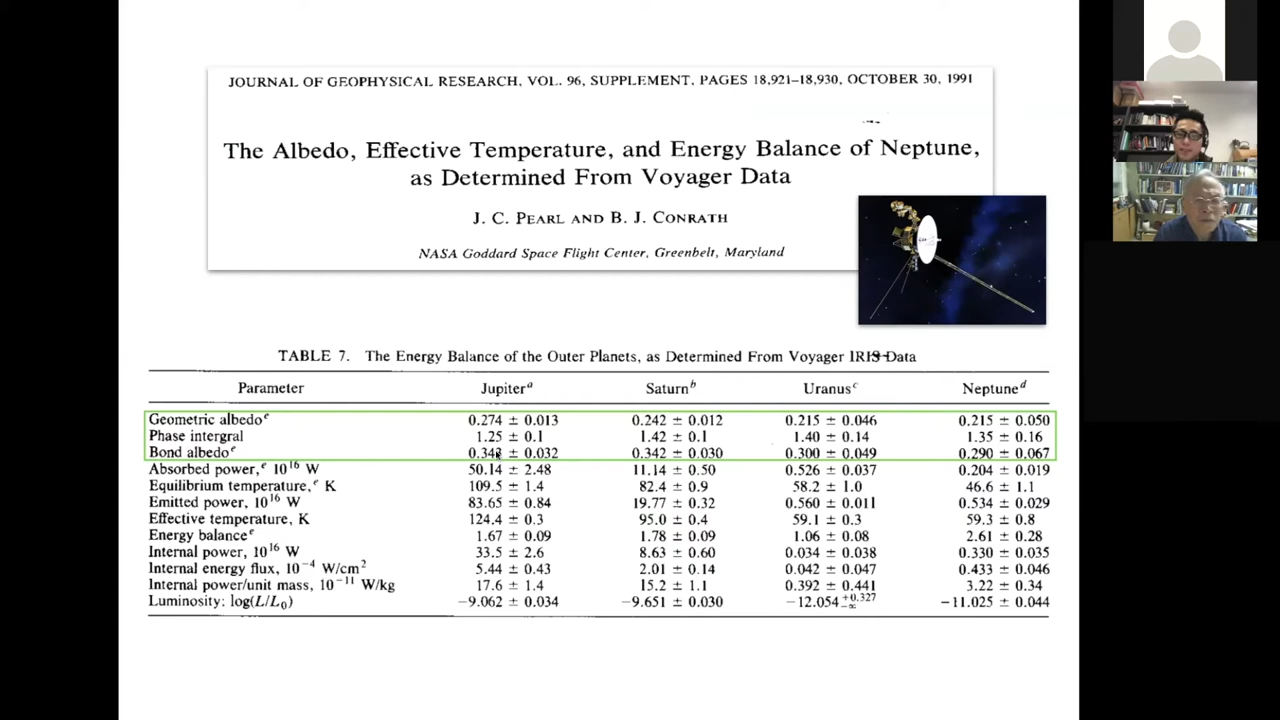 JOURNAL OF GEOPHYSICAL RESEARCH, VOL. 96, SUPPLEMENT, PAGES 18,921–18,930, OCTOBER 30, 1991
The Albedo, Effective Temperature, and Energy Balance of Neptune,
as Determined From Voyager Data
J. C. PEARL AND B. J. CONRATH
NASA Goddard Space Flight Center, Greenbelt, Maryland
TABLE 7. The Energy Balance of the Outer Planets, as Determined From Voyager IRIS Data
Parameter Jupiter^a Saturn^b Uranus^c Neptune^d
Geometric albedo^e 0.274 ± 0.013 0.242 ± 0.012 0.215 ± 0.046 0.215 ± 0.050
Phase intergral 1.25 ± 0.1 1.42 ± 0.1 1.40 ± 0.14 1.35 ± 0.16
Bond albedo^e 0.343 ± 0.032 0.342 ± 0.030 0.300 ± 0.049 0.290 ± 0.067
Absorbed power,^e 10^16 W 50.14 ± 2.48 11.14 ± 0.50 0.526 ± 0.037 0.204 ± 0.019
Equilibrium temperature,^e K 109.5 ± 1.4 82.4 ± 0.9 58.2 ± 1.0 46.6 ± 1.1
Emitted power, 10^16 W 83.65 ± 0.84 19.77 ± 0.32 0.560 ± 0.011 0.534 ± 0.029
Effective temperature, K 124.4 ± 0.3 95.0 ± 0.4 59.1 ± 0.3 59.3 ± 0.8
Energy balance^e 1.67 ± 0.09 1.78 ± 0.09 1.06 ± 0.08 2.61 ± 0.28
Internal power, 10^16 W 33.5 ± 2.6 8.63 ± 0.60 0.034 ± 0.038 0.330 ± 0.035
Internal energy flux, 10^−4 W/cm^2 5.44 ± 0.43 2.01 ± 0.14 0.042 ± 0.047 0.433 ± 0.046
Internal power/unit mass, 10^−11 W/kg 17.6 ± 1.4 15.2 ± 1.1 0.392 ± 0.441 3.22 ± 0.34
Luminosity: log(L/L_0) −9.062 ± 0.034 −9.651 ± 0.030 −12.054 +0.327 −∞ −11.025 ± 0.044